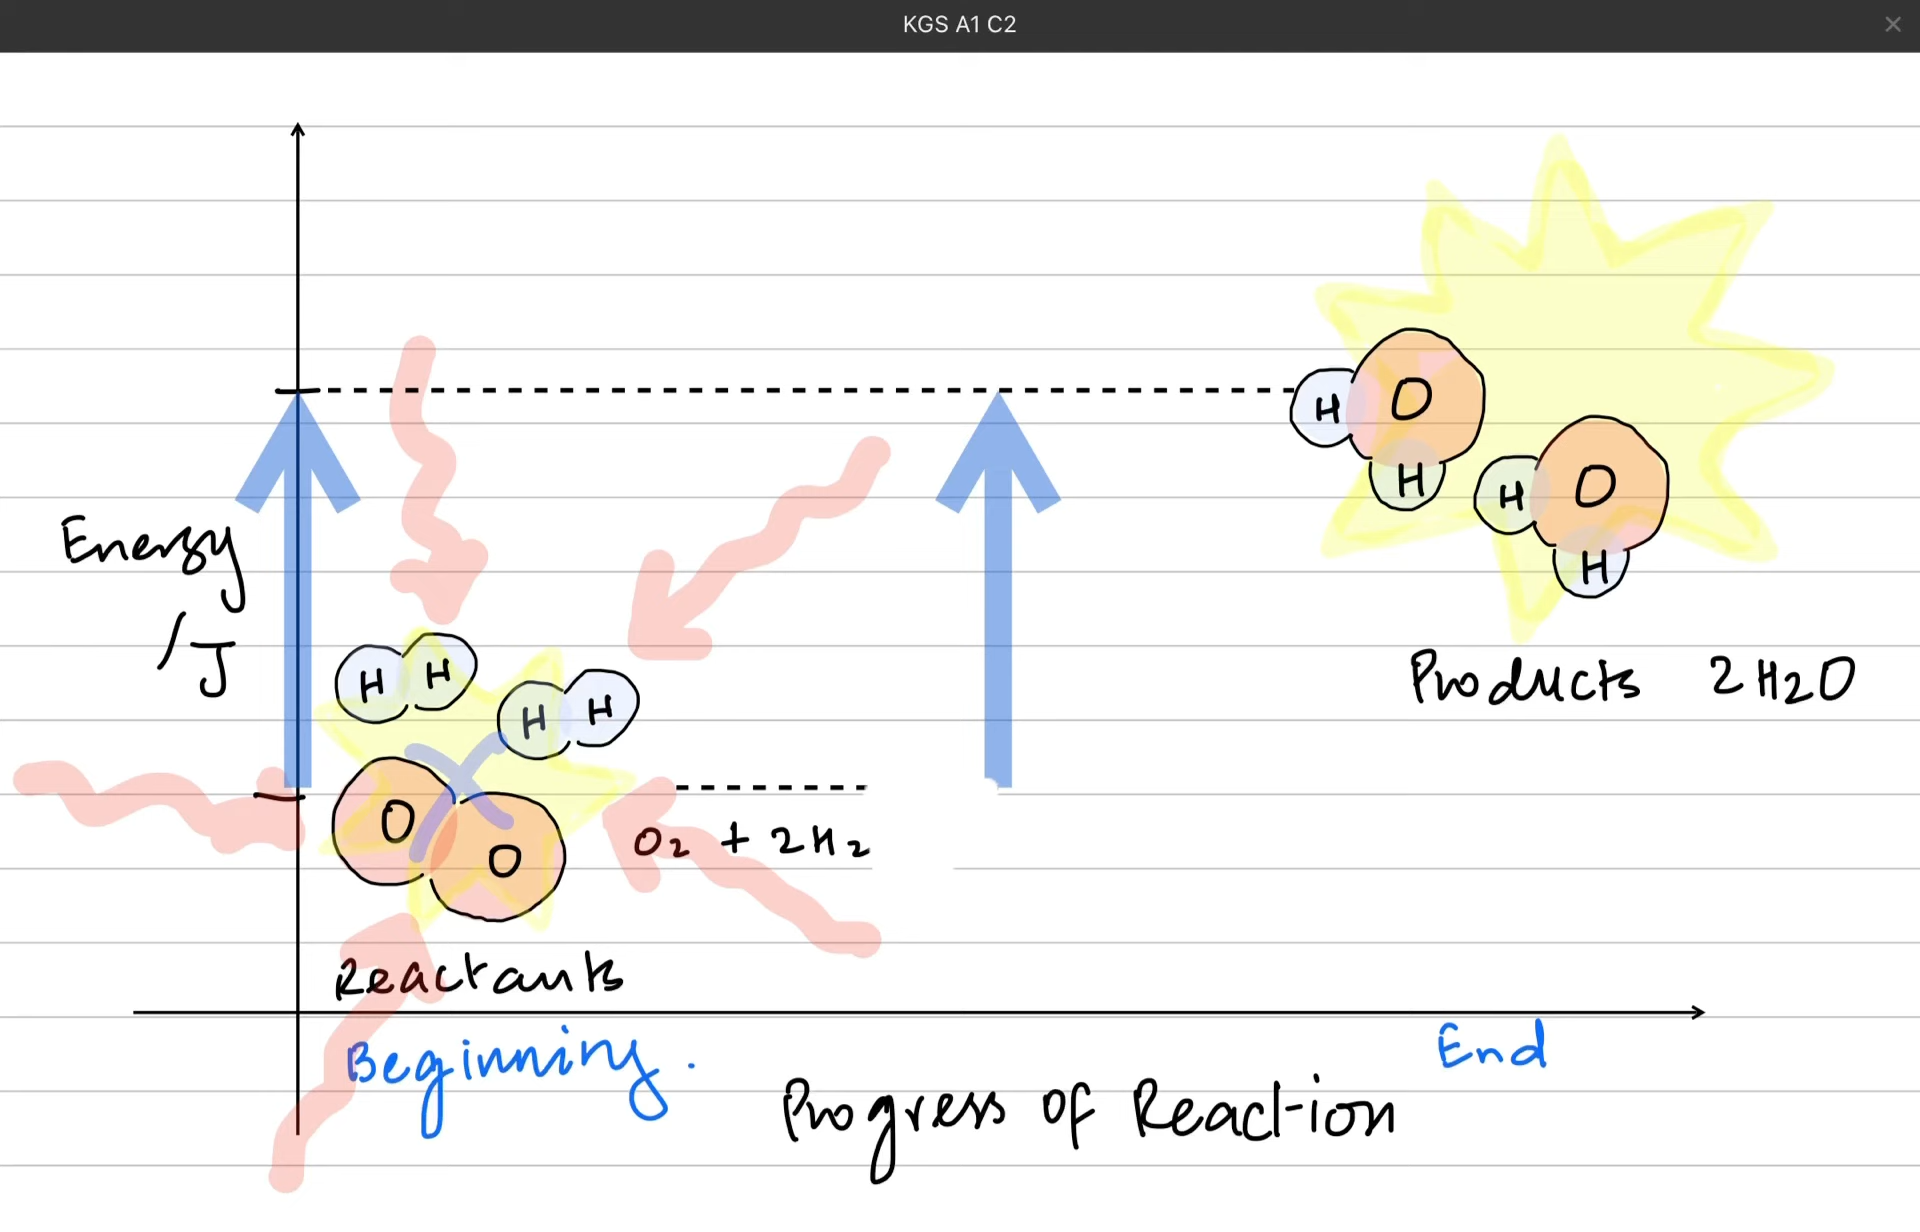 KGS A1 C2
Energy
/J
H H
H H
O O
O2 + 2H2
Reactants
H O
H
H O
H
Products 2H2O
Beginning.
End
Progress of Reaction